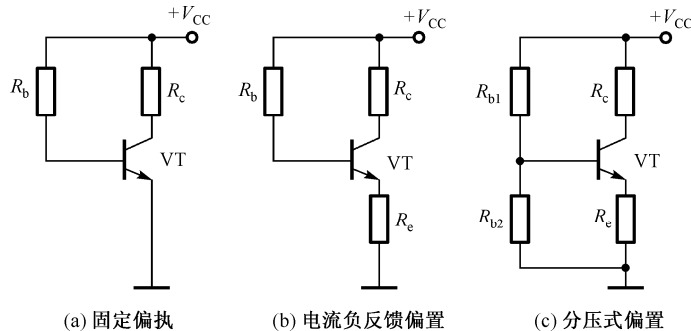 +V_CC +V_CC +V_CC
R_b R_c R_b R_c R_b1 R_c
VT VT VT
R_e R_b2 R_e
(a) 固定偏执 (b) 电流负反馈偏置 (c) 分压式偏置